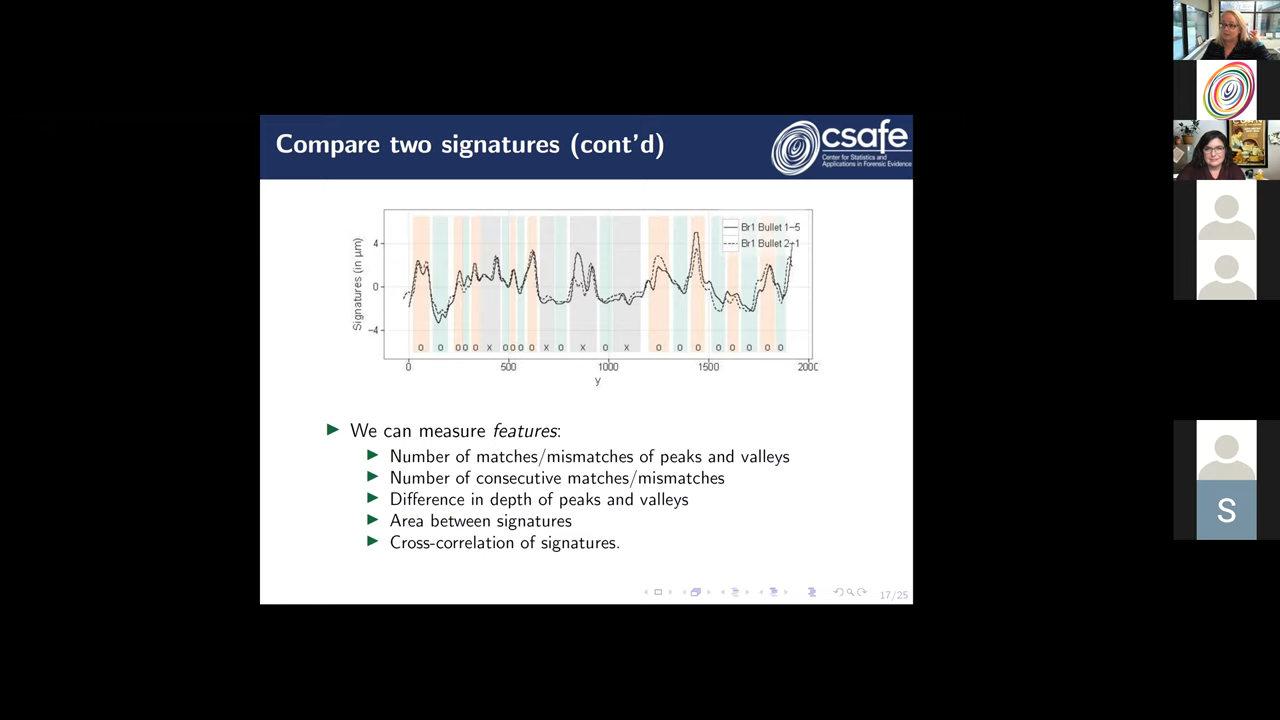 Compare two signatures (cont'd)
csafe
Center for Statistics and
Applications in Forensic Evidence
Br1 Bullet 1-5
Br1 Bullet 2-1
Signatures (in μm)
4
0
-4
o o o o o x o o o o x o x o x o o o o o o o o
0 500 1000 1500 2000
y
▶ We can measure features:
▶ Number of matches/mismatches of peaks and valleys
▶ Number of consecutive matches/mismatches
▶ Difference in depth of peaks and valleys
▶ Area between signatures
▶ Cross-correlation of signatures.
17/25
S